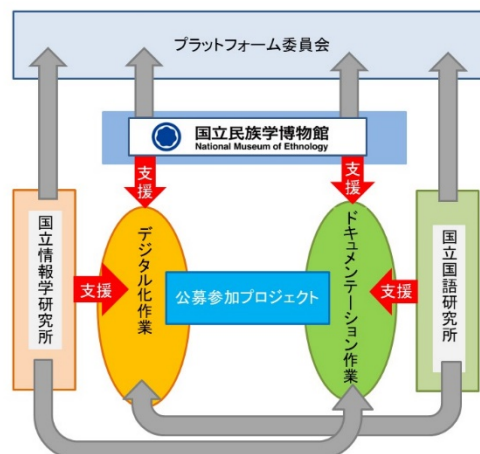 プラットフォーム委員会
国立民族学博物館
National Museum of Ethnology
支援
支援
国立情報学研究所
支援
デジタル化作業
公募参加プロジェクト
ドキュメンテーション作業
支援
国立国語研究所